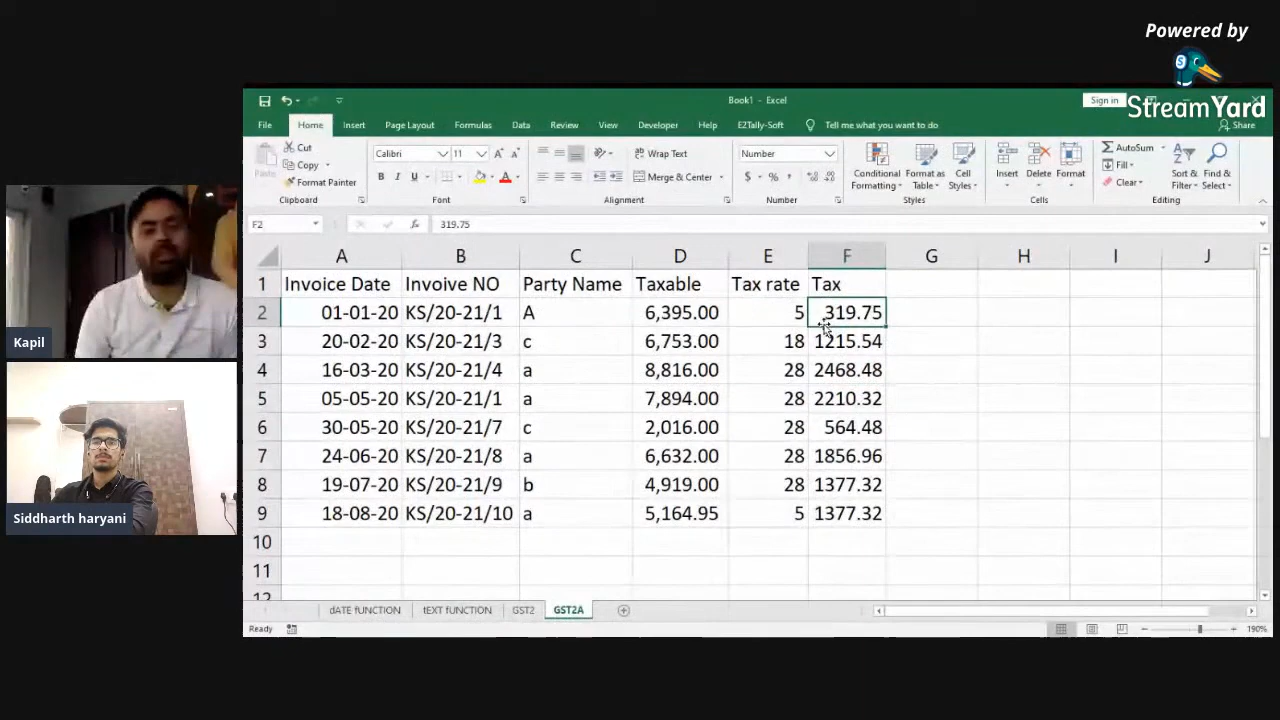 Powered by
StreamYard
Book1 - Excel
Sign in
File Home Insert Page Layout Formulas Data Review View Developer Help EZTally-Soft Tell me what you want to do Share
Cut
Copy
Format Painter
Paste
Clipboard
Calibri 11
B I U
Font
Wrap Text
Merge & Center
Alignment
Number
$ % ,
Number
Conditional Formatting
Format as Table
Cell Styles
Styles
Insert Delete Format
Cells
AutoSum
Fill
Clear
Sort & Filter
Find & Select
Editing
F2 fx 319.75
A B C D E F G H I J
1 Invoice Date Invoive NO Party Name Taxable Tax rate Tax
2 01-01-20 KS/20-21/1 A 6,395.00 5 319.75
3 20-02-20 KS/20-21/3 c 6,753.00 18 1215.54
4 16-03-20 KS/20-21/4 a 8,816.00 28 2468.48
5 05-05-20 KS/20-21/1 a 7,894.00 28 2210.32
6 30-05-20 KS/20-21/7 c 2,016.00 28 564.48
7 24-06-20 KS/20-21/8 a 6,632.00 28 1856.96
8 19-07-20 KS/20-21/9 b 4,919.00 28 1377.32
9 18-08-20 KS/20-21/10 a 5,164.95 5 1377.32
10
11
12
dATE FUNCTION tEXT FUNCTION GST2 GST2A
Ready
190%
Kapil
Siddharth haryani